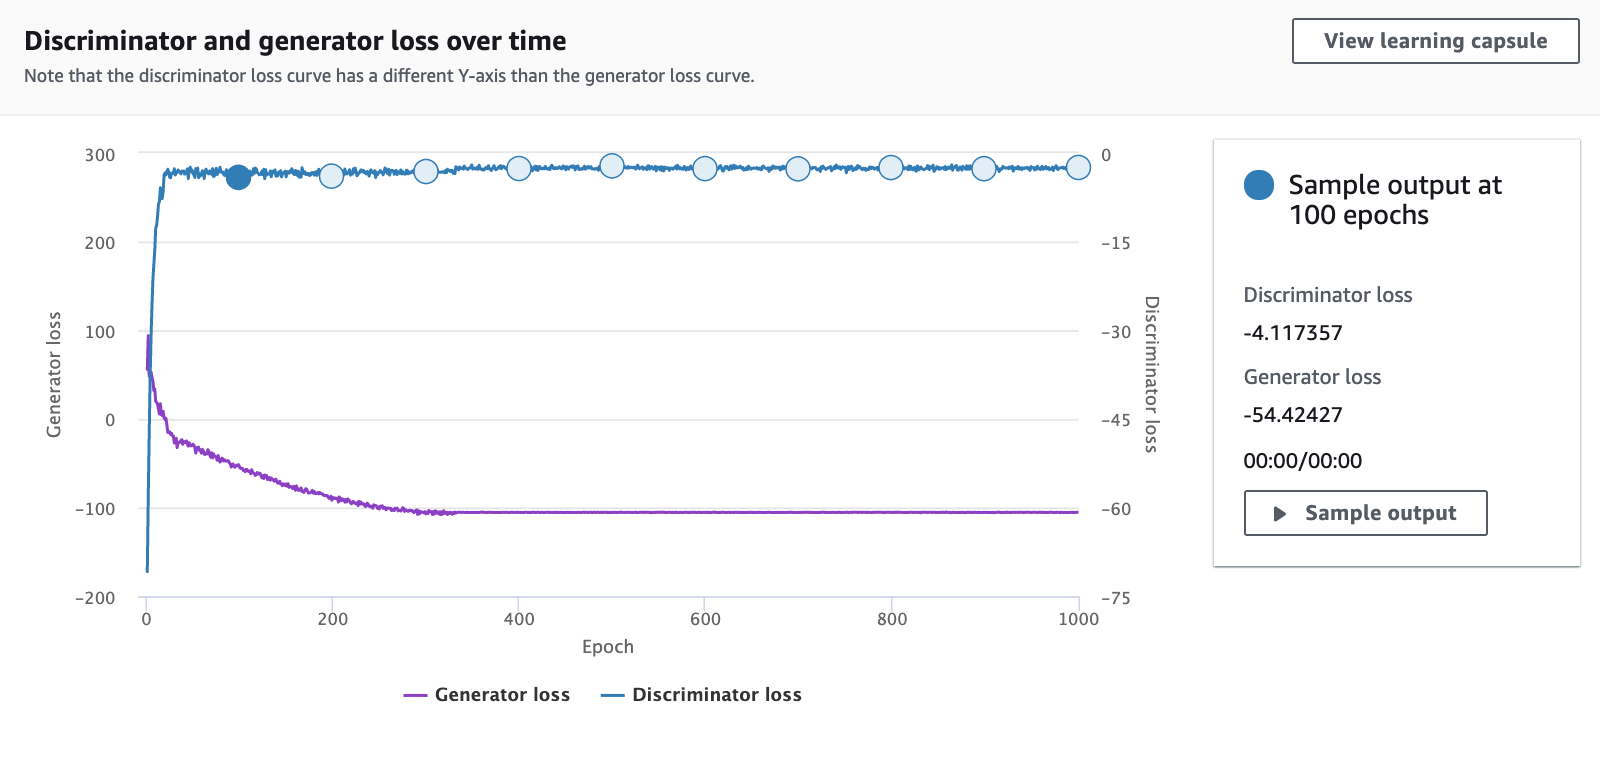 Discriminator and generator loss over time
Note that the discriminator loss curve has a different Y-axis than the generator loss curve.
View learning capsule
300
200
100
0
−100
−200
Generator loss
0
−15
−30
−45
−60
−75
Discriminator loss
0
200
400
600
800
1000
Epoch
Generator loss
Discriminator loss
Sample output at
100 epochs
Discriminator loss
-4.117357
Generator loss
-54.42427
00:00/00:00
Sample output